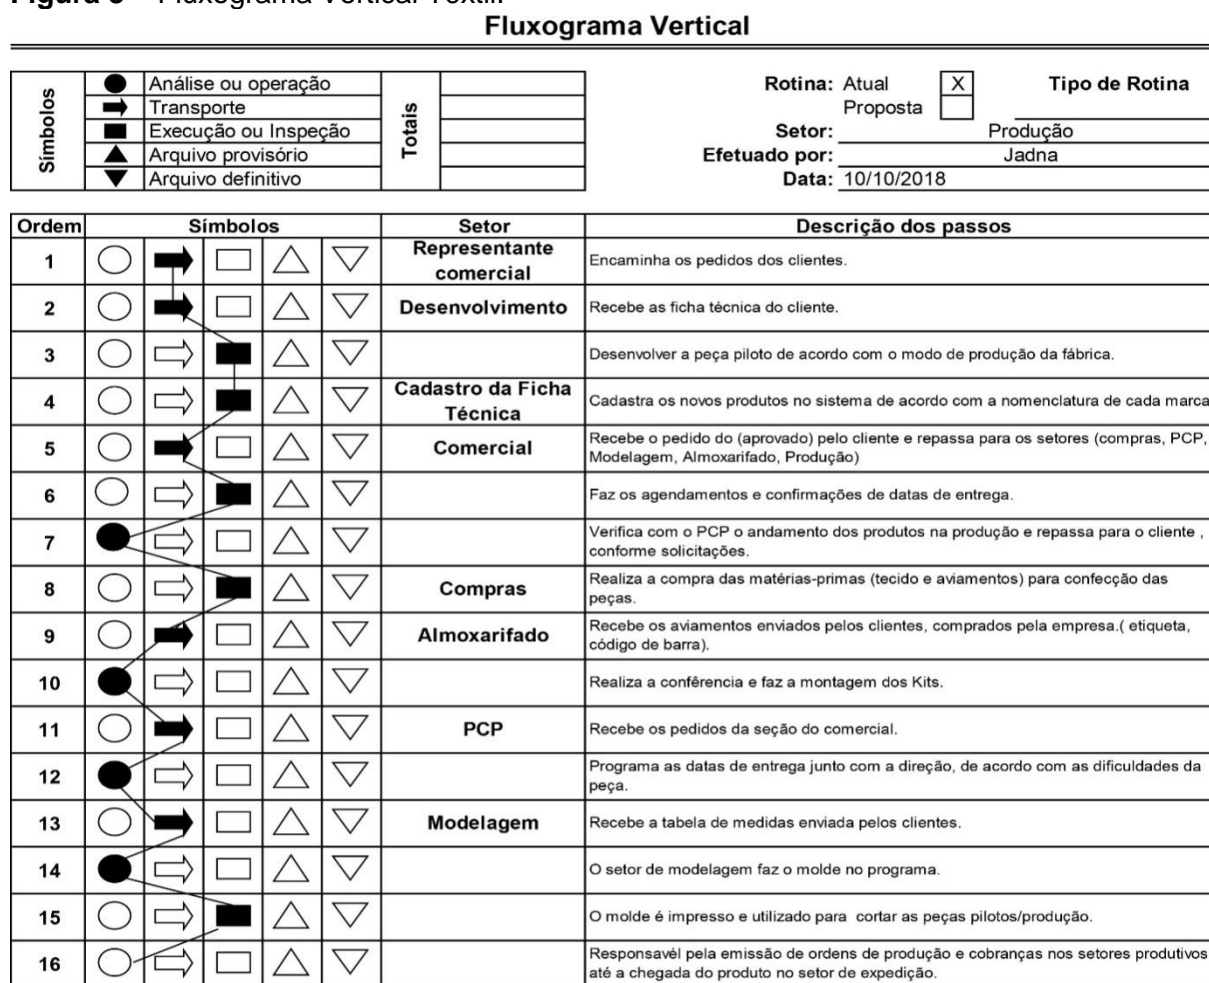 Figura 3 – Fluxograma Vertical Têxtil.
Fluxograma Vertical
Símbolos
Análise ou operação
Transporte
Execução ou Inspeção
Arquivo provisório
Arquivo definitivo
Totais
Rotina: Atual X Tipo de Rotina
Proposta
Setor: Produção
Efetuado por: Jadna
Data: 10/10/2018
Ordem Símbolos Setor Descrição dos passos
1 Representante comercial Encaminha os pedidos dos clientes.
2 Desenvolvimento Recebe as ficha técnica do cliente.
3 Desenvolver a peça piloto de acordo com o modo de produção da fábrica.
4 Cadastro da Ficha Técnica Cadastra os novos produtos no sistema de acordo com a nomenclatura de cada marca
5 Comercial Recebe o pedido do (aprovado) pelo cliente e repassa para os setores (compras, PCP,
Modelagem, Almoxarifado, Produção)
6 Faz os agendamentos e confirmações de datas de entrega.
7 Verifica com o PCP o andamento dos produtos na produção e repassa para o cliente ,
conforme solicitações.
8 Compras Realiza a compra das matérias-primas (tecido e aviamentos) para confecção das
peças.
9 Almoxarifado Recebe os aviamentos enviados pelos clientes, comprados pela empresa.( etiqueta,
código de barra).
10 Realiza a confêrencia e faz a montagem dos Kits.
11 PCP Recebe os pedidos da seção do comercial.
12 Programa as datas de entrega junto com a direção, de acordo com as dificuldades da
peça.
13 Modelagem Recebe a tabela de medidas enviada pelos clientes.
14 O setor de modelagem faz o molde no programa.
15 O molde é impresso e utilizado para cortar as peças pilotos/produção.
16 Responsavél pela emissão de ordens de produção e cobranças nos setores produtivos
até a chegada do produto no setor de expedição.